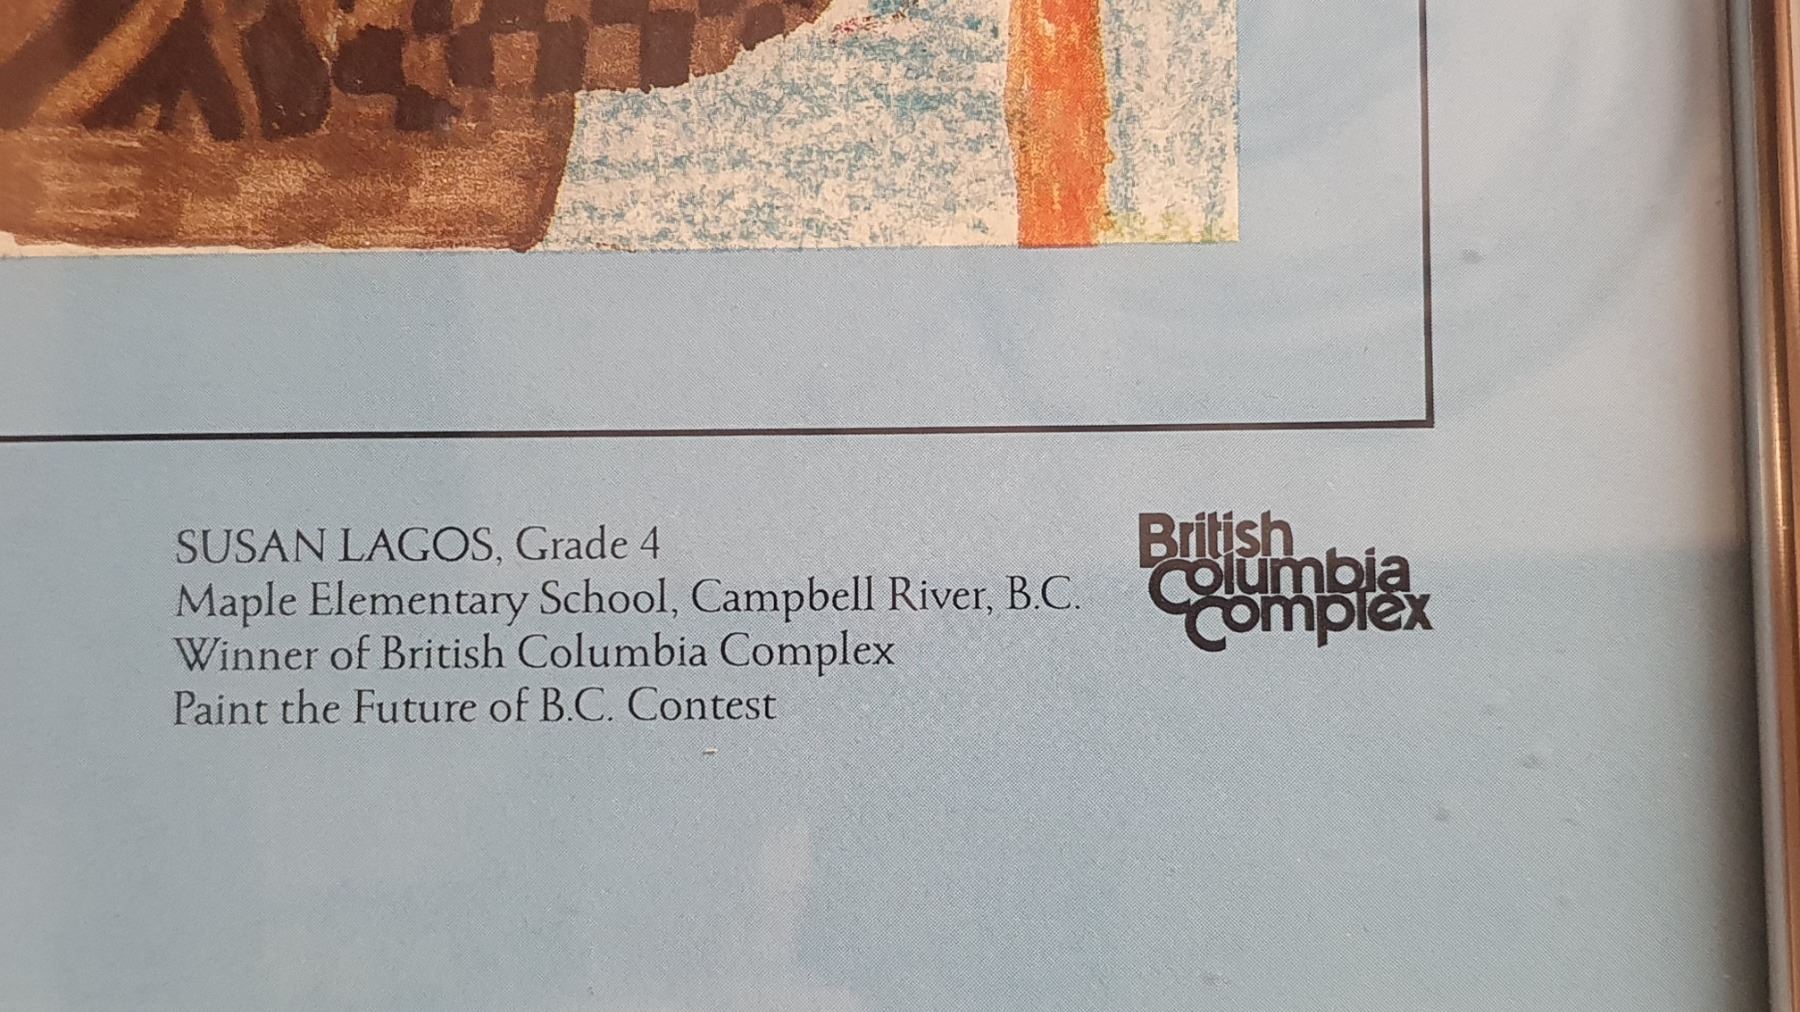 SUSAN LAGOS, Grade 4
Maple Elementary School, Campbell River, B.C.
Winner of British Columbia Complex
Paint the Future of B.C. Contest
British
Columbia
Complex